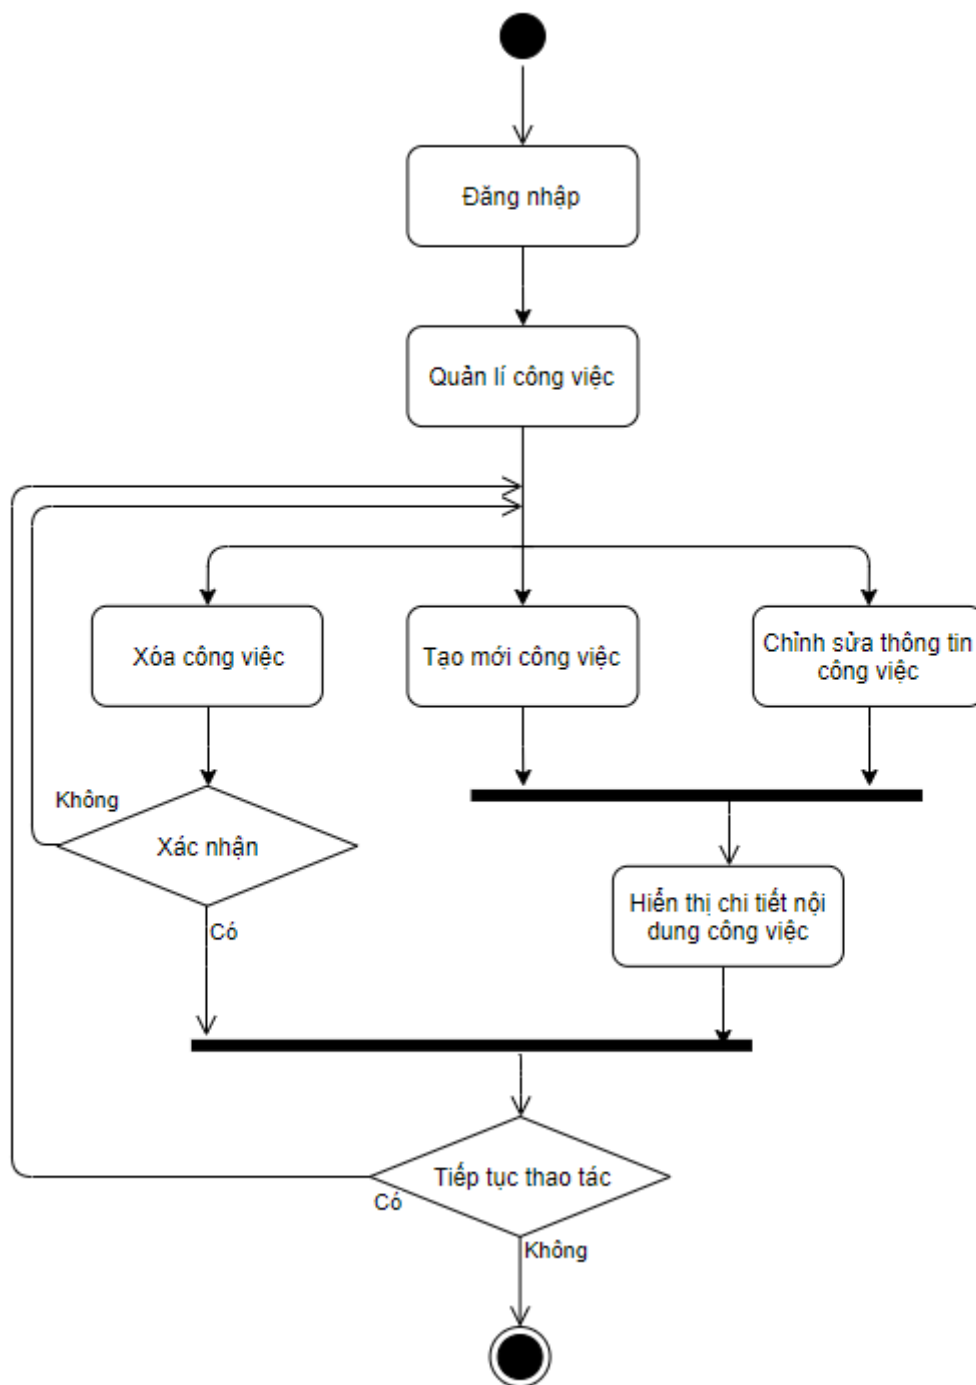 Đăng nhập
Quản lí công việc
Xóa công việc
Tạo mới công việc
Chỉnh sửa thông tin
công việc
Không
Xác nhận
Có
Hiển thị chi tiết nội
dung công việc
Tiếp tục thao tác
Có
Không